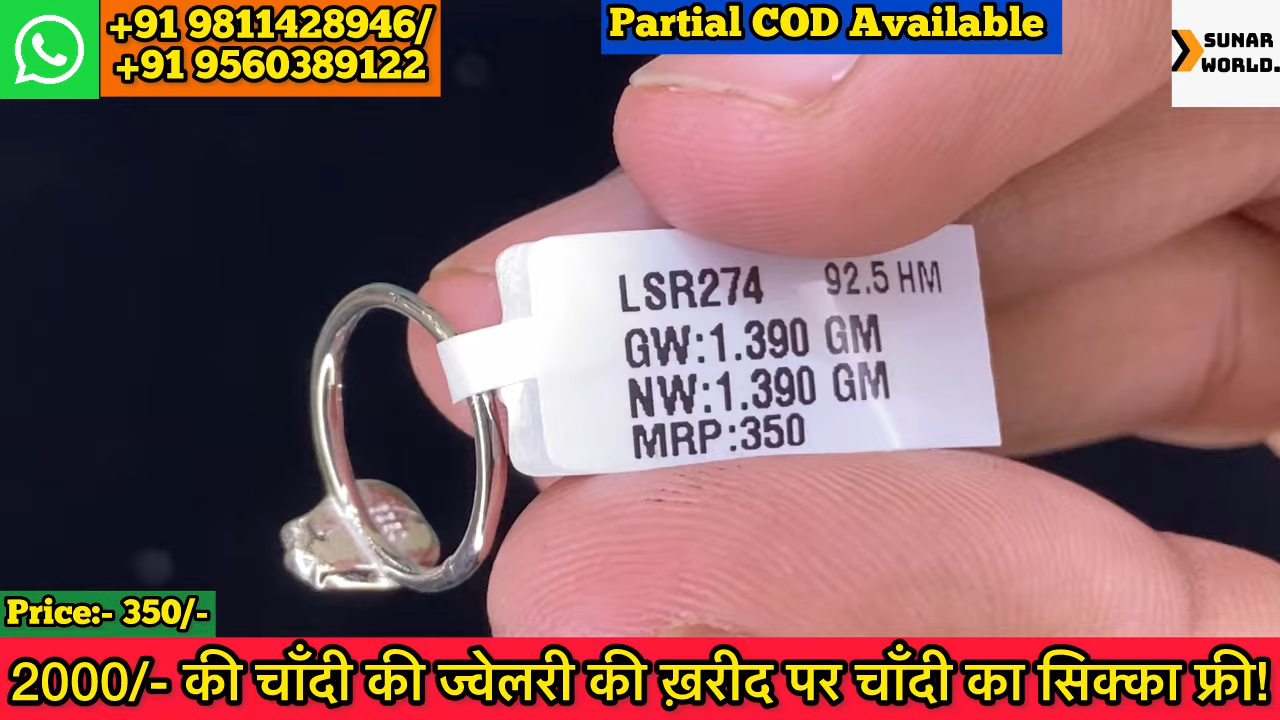 +91 9811428946/
+91 9560389122
Partial COD Available
SUNAR
WORLD.
LSR274 92.5 HM
GW:1.390 GM
NW:1.390 GM
MRP:350
Price:- 350/-
2000/- की चाँदी की ज्वेलरी की ख़रीद पर चाँदी का सिक्का फ्री!